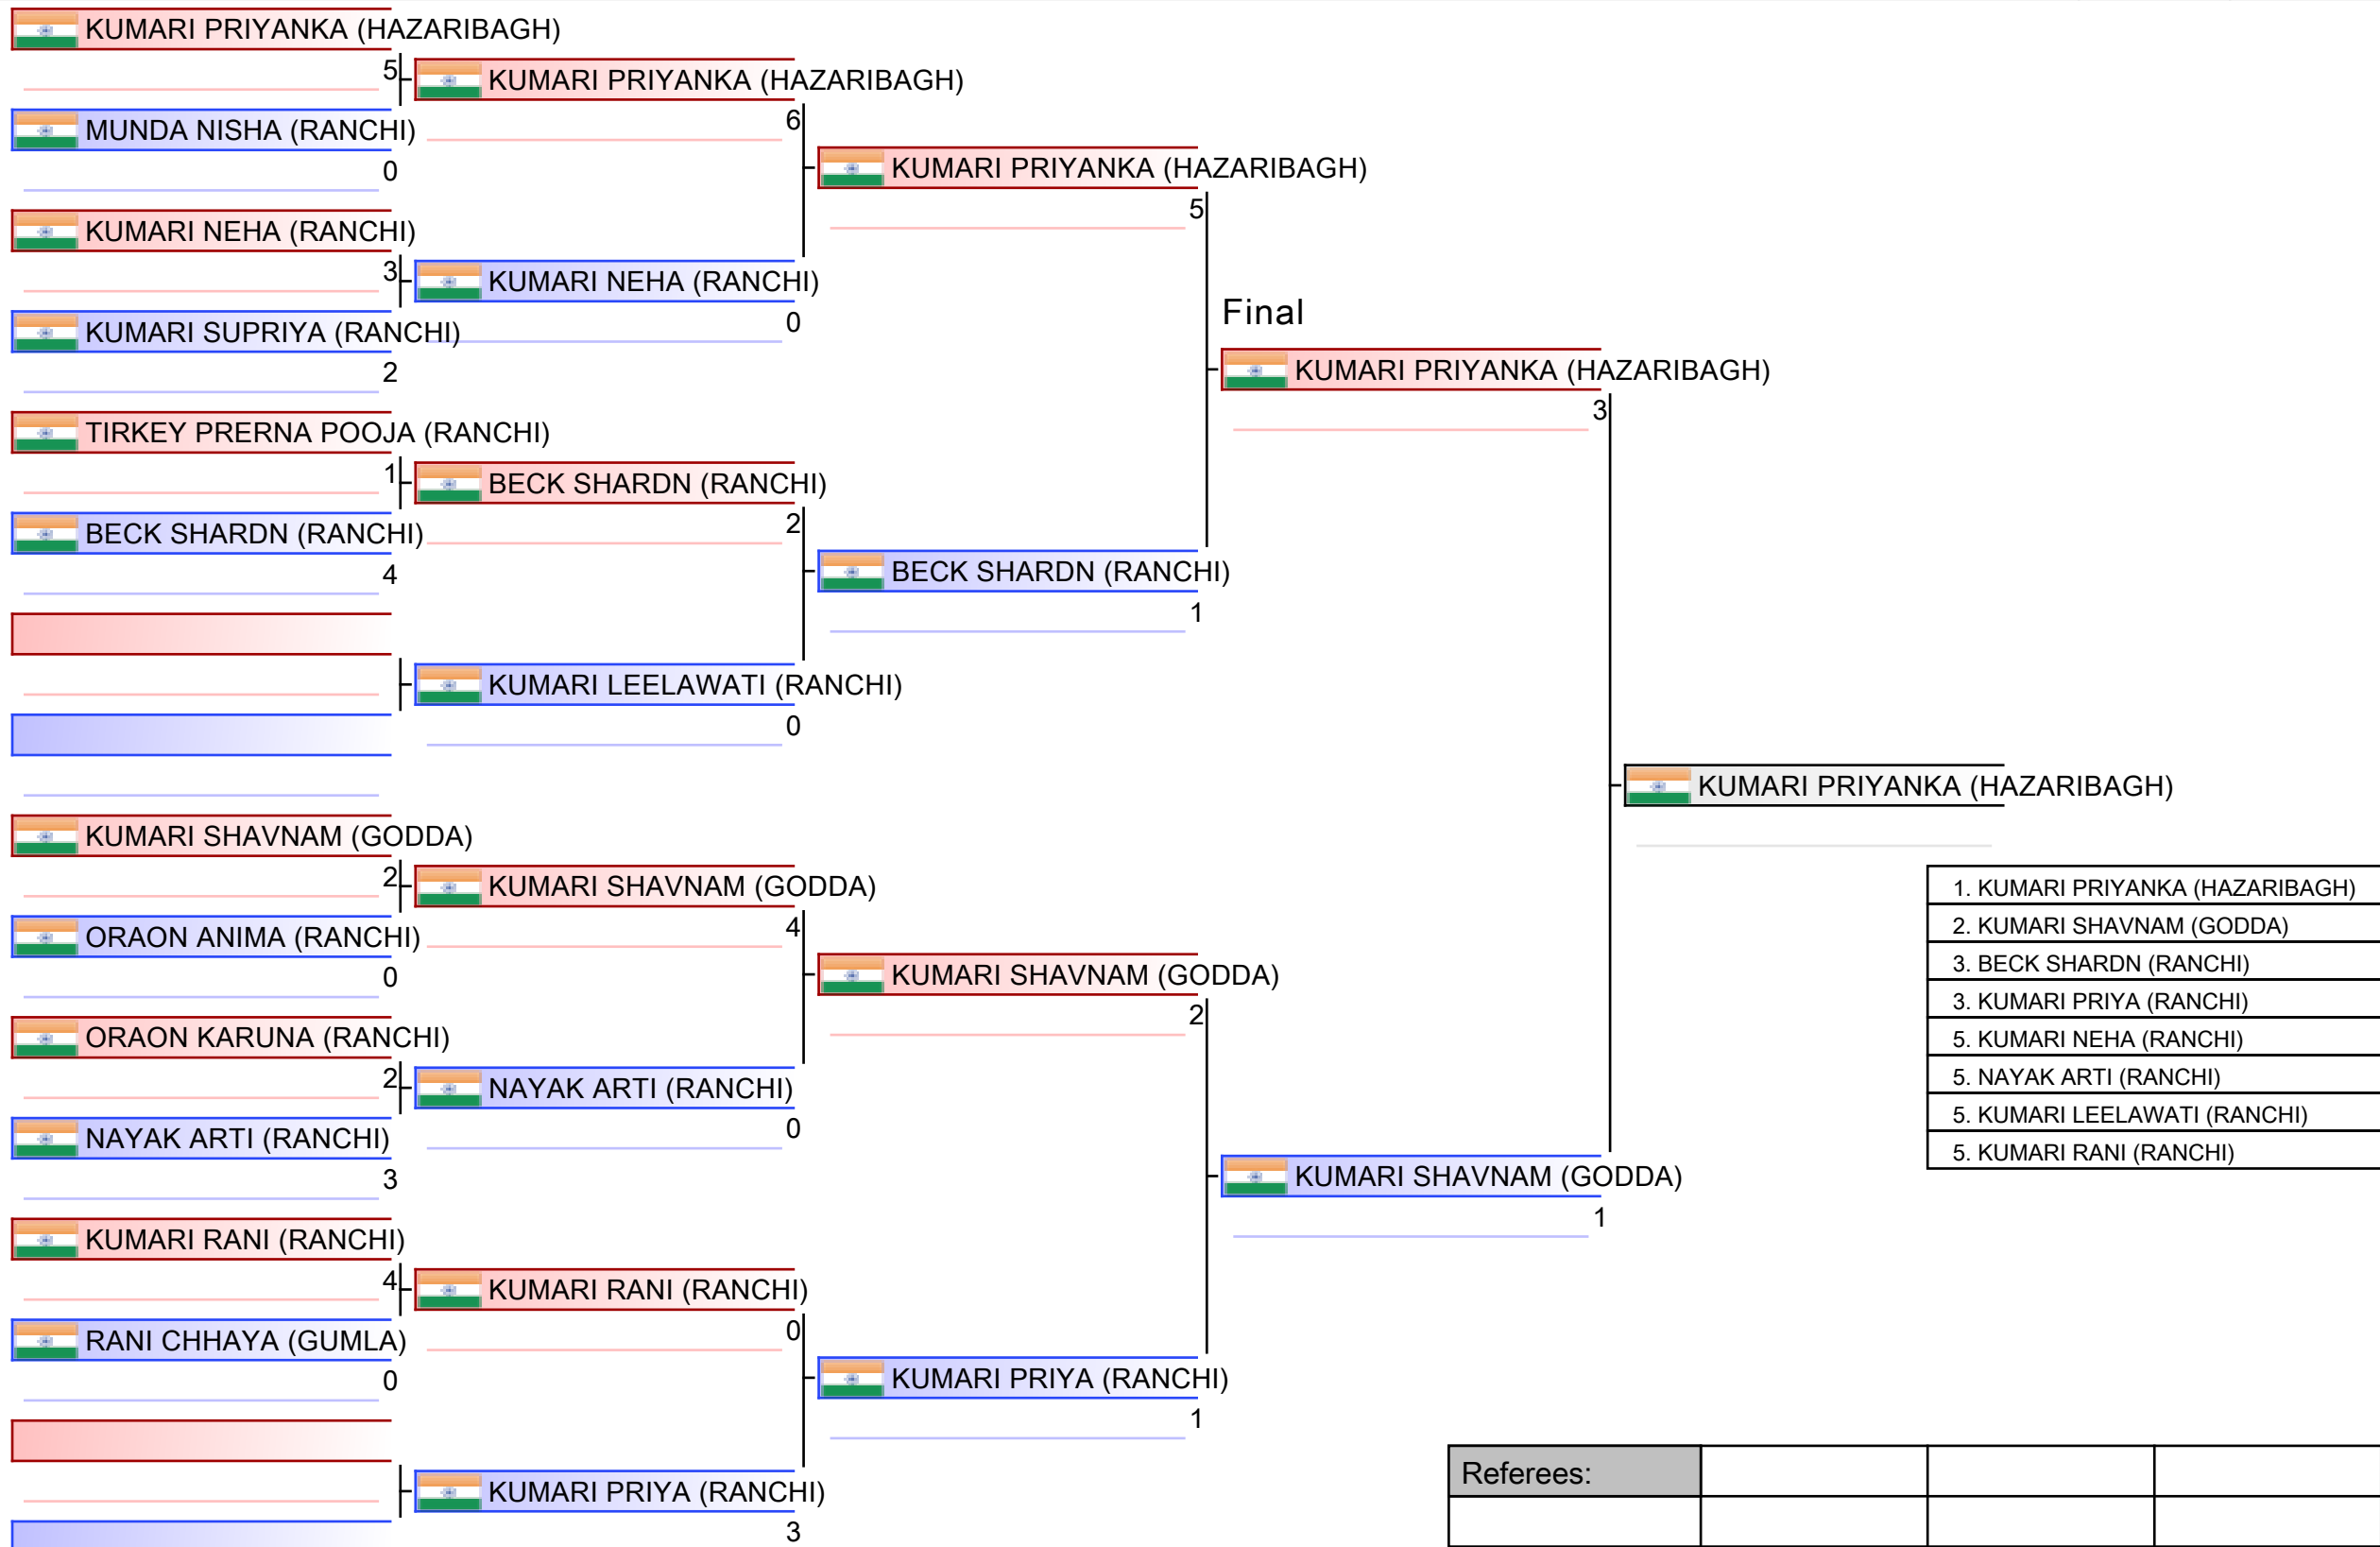 KUMARI PRIYANKA (HAZARIBAGH)
5
MUNDA NISHA (RANCHI)
0
KUMARI NEHA (RANCHI)
3
KUMARI SUPRIYA (RANCHI)
2
TIRKEY PRERNA POOJA (RANCHI)
1
BECK SHARDN (RANCHI)
4
KUMARI SHAVNAM (GODDA)
2
ORAON ANIMA (RANCHI)
0
ORAON KARUNA (RANCHI)
2
NAYAK ARTI (RANCHI)
3
KUMARI RANI (RANCHI)
4
RANI CHHAYA (GUMLA)
0
KUMARI PRIYANKA (HAZARIBAGH)
6
KUMARI NEHA (RANCHI)
0
BECK SHARDN (RANCHI)
2
KUMARI LEELAWATI (RANCHI)
0
KUMARI SHAVNAM (GODDA)
4
NAYAK ARTI (RANCHI)
0
KUMARI RANI (RANCHI)
0
KUMARI PRIYA (RANCHI)
3
KUMARI PRIYANKA (HAZARIBAGH)
5
BECK SHARDN (RANCHI)
1
KUMARI SHAVNAM (GODDA)
2
KUMARI PRIYA (RANCHI)
1
Final
KUMARI PRIYANKA (HAZARIBAGH)
3
KUMARI SHAVNAM (GODDA)
1
KUMARI PRIYANKA (HAZARIBAGH)
1. KUMARI PRIYANKA (HAZARIBAGH)
2. KUMARI SHAVNAM (GODDA)
3. BECK SHARDN (RANCHI)
3. KUMARI PRIYA (RANCHI)
5. KUMARI NEHA (RANCHI)
5. NAYAK ARTI (RANCHI)
5. KUMARI LEELAWATI (RANCHI)
5. KUMARI RANI (RANCHI)
Referees: